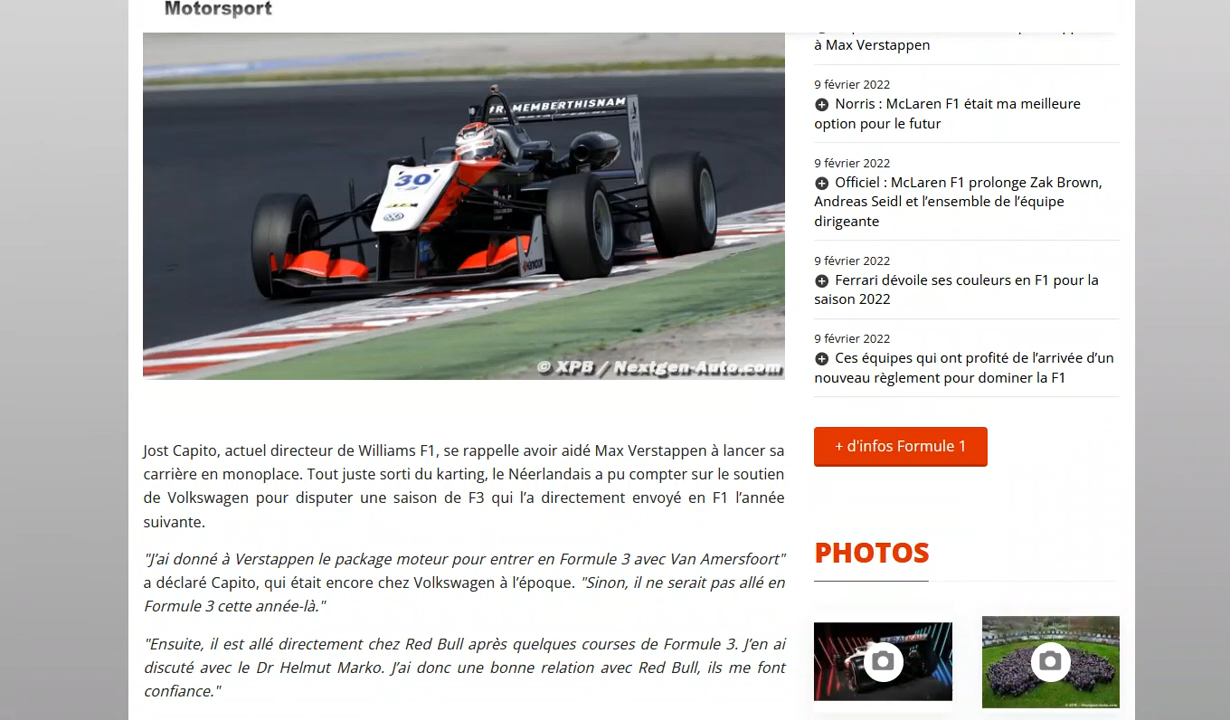 Motorsport
#R MEMBERTHISNAM
30
30
© XPB / Nextgen-Auto.com
Jost Capito, actuel directeur de Williams F1, se rappelle avoir aidé Max Verstappen à lancer sa
carrière en monoplace. Tout juste sorti du karting, le Néerlandais a pu compter sur le soutien
de Volkswagen pour disputer une saison de F3 qui l’a directement envoyé en F1 l’année
suivante.
"J’ai donné à Verstappen le package moteur pour entrer en Formule 3 avec Van Amersfoort"
a déclaré Capito, qui était encore chez Volkswagen à l’époque. "Sinon, il ne serait pas allé en
Formule 3 cette année-là."
"Ensuite, il est allé directement chez Red Bull après quelques courses de Formule 3. J’en ai
discuté avec le Dr Helmut Marko. J’ai donc une bonne relation avec Red Bull, ils me font
confiance."
à Max Verstappen
9 février 2022
Norris : McLaren F1 était ma meilleure
option pour le futur
9 février 2022
Officiel : McLaren F1 prolonge Zak Brown,
Andreas Seidl et l’ensemble de l’équipe
dirigeante
9 février 2022
Ferrari dévoile ses couleurs en F1 pour la
saison 2022
9 février 2022
Ces équipes qui ont profité de l’arrivée d’un
nouveau règlement pour dominer la F1
+ d'infos Formule 1
PHOTOS